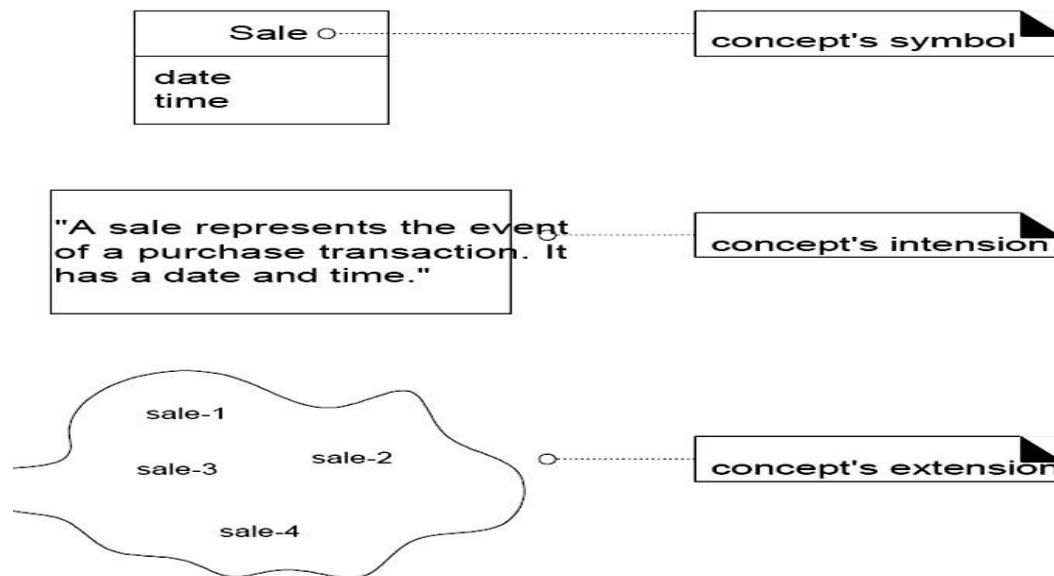 Sale
concept's symbol
date
time
"A sale represents the event
of a purchase transaction. It
has a date and time."
concept's intension
sale-1
sale-2
sale-3
sale-4
concept's extension